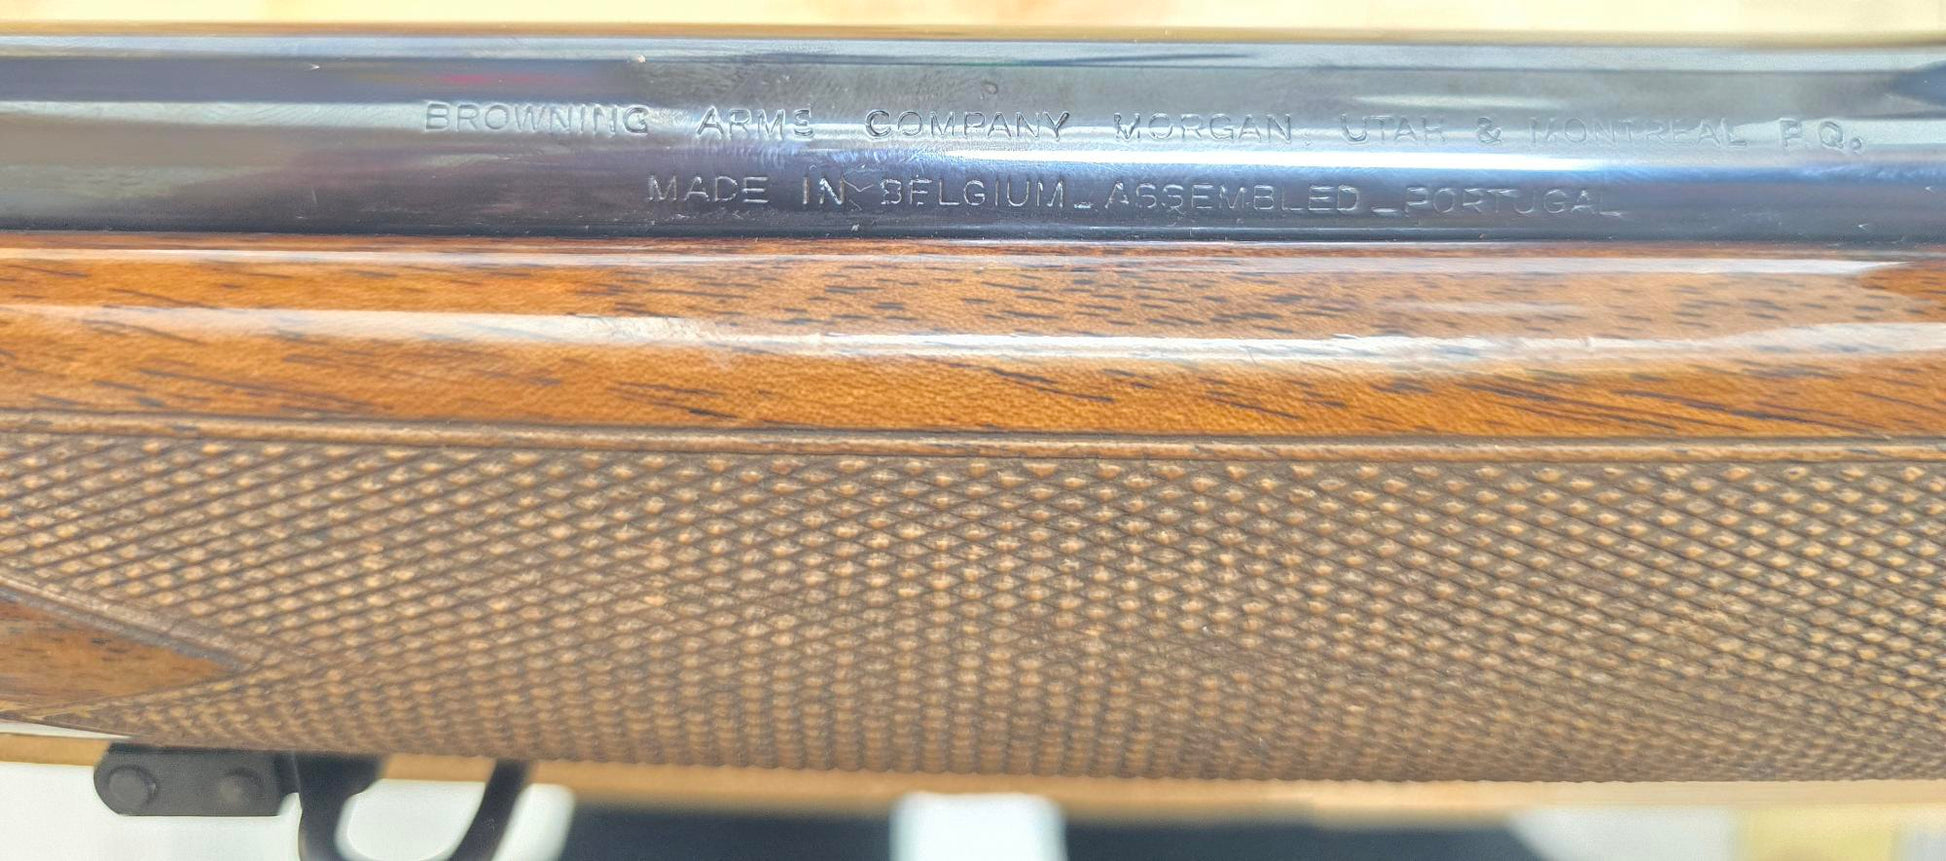 BROWNING ARMS COMPANY MORGAN, UTAH & MONTREAL P.Q.
MADE IN BELGIUM_ASSEMBLED_PORTUGAL